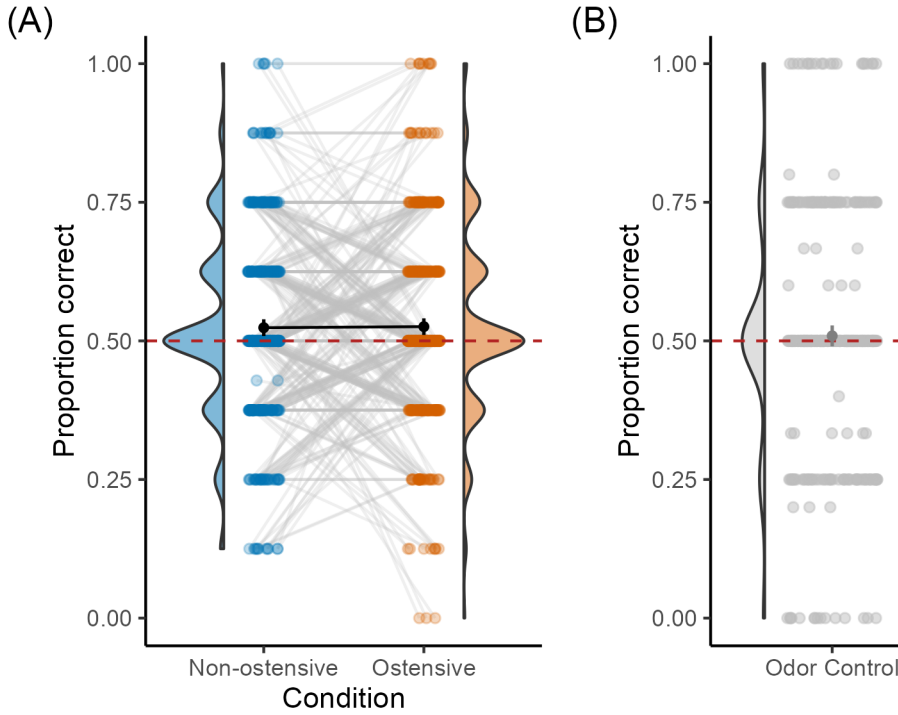 (A)
Proportion correct
1.00
0.75
0.50
0.25
0.00
Non-ostensive
Ostensive
Condition
(B)
Proportion correct
1.00
0.75
0.50
0.25
0.00
Odor Control